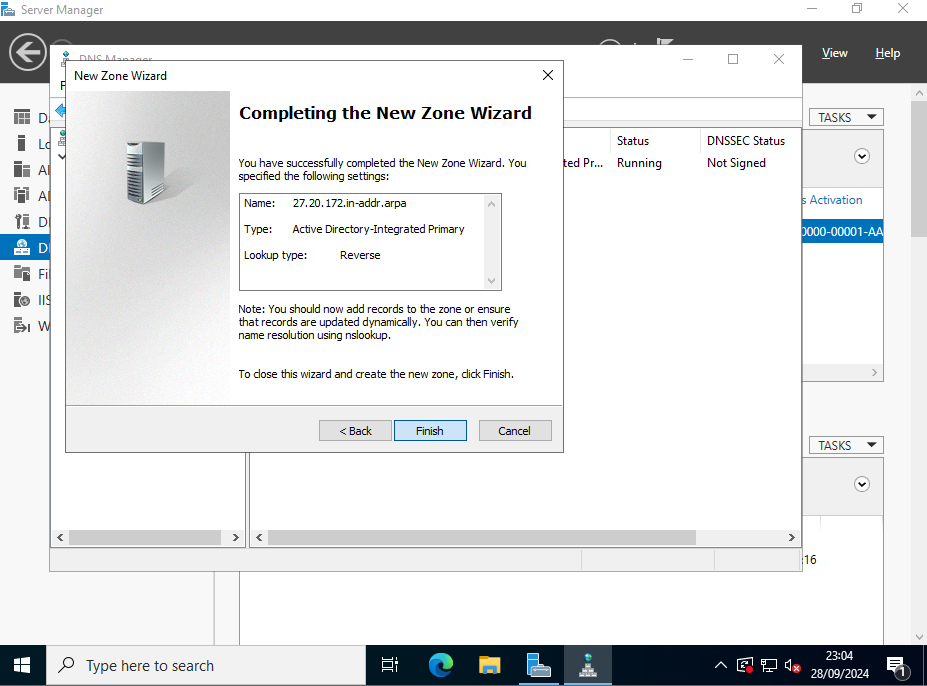 Server Manager
DNS Manager
View
Help
New Zone Wizard
Completing the New Zone Wizard
You have successfully completed the New Zone Wizard. You
specified the following settings:
Name: 27.20.172.in-addr.arpa
Type: Active Directory-Integrated Primary
Lookup type: Reverse
Note: You should now add records to the zone or ensure
that records are updated dynamically. You can then verify
name resolution using nslookup.
To close this wizard and create the new zone, click Finish.
< Back
Finish
Cancel
Status
DNSSEC Status
ted Pr...
Running
Not Signed
TASKS
s Activation
0000-00001-AA
TASKS
:16
Type here to search
23:04
28/09/2024
1